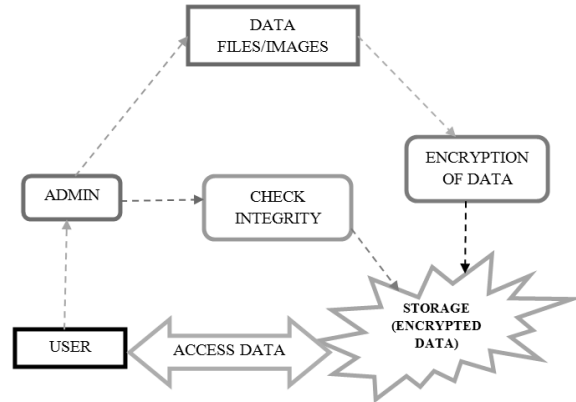 DATA
FILES/IMAGES
ENCRYPTION
OF DATA
ADMIN
CHECK
INTEGRITY
STORAGE
(ENCRYPTED
DATA)
USER
ACCESS DATA